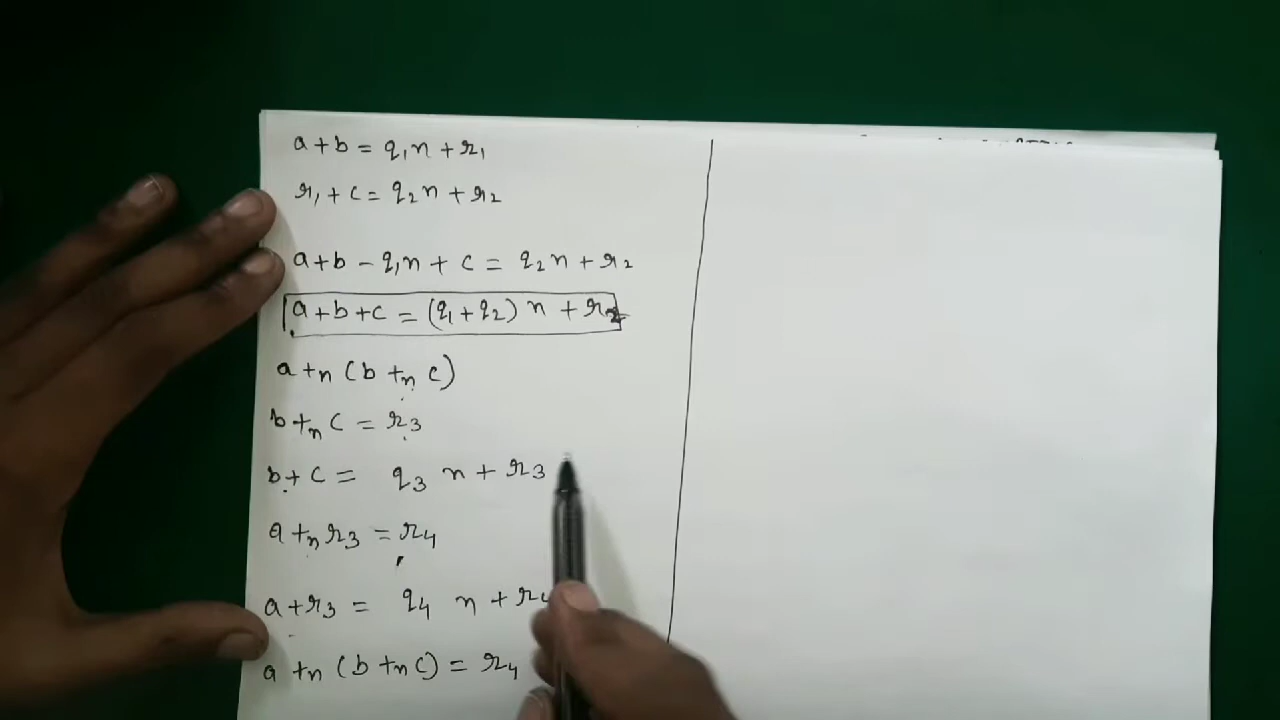 a + b = q₁n + r₁
r₁ + c = q₂n + r₂
a + b - q₁n + c = q₂n + r₂
a + b + c = (q₁ + q₂) n + r₂
a +ₙ (b +ₙ c)
b +ₙ c = r₃
b + c = q₃ n + r₃
a +ₙ r₃ = r₄
a + r₃ = q₄ n + r₄
a +ₙ (b +ₙ c) = r₄